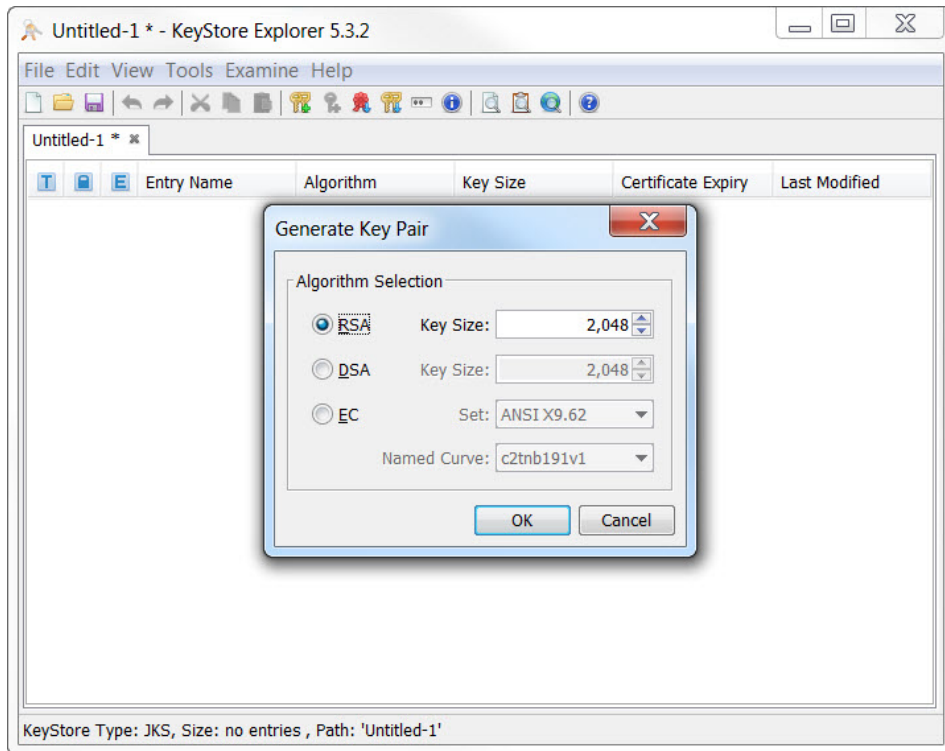 Untitled-1 * - KeyStore Explorer 5.3.2
File Edit View Tools Examine Help
Untitled-1 *
T E Entry Name Algorithm Key Size Certificate Expiry Last Modified
Generate Key Pair
Algorithm Selection
RSA Key Size: 2,048
DSA Key Size: 2,048
EC Set: ANSI X9.62
Named Curve: c2tnb191v1
OK Cancel
KeyStore Type: JKS, Size: no entries , Path: 'Untitled-1'